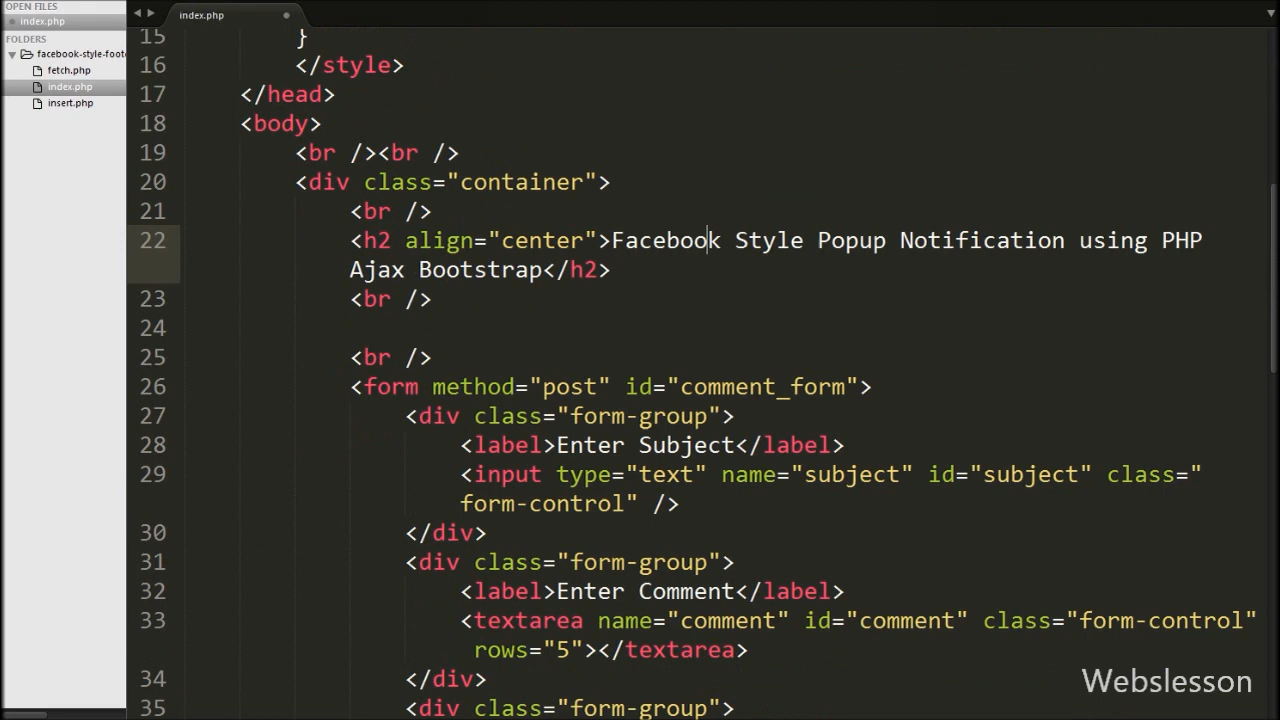 OPEN FILES
index.php
FOLDERS
facebook-style-foot
fetch.php
index.php
insert.php
index.php
15 }
16 </style>
17 </head>
18 <body>
19 <br /><br />
20 <div class="container">
21 <br />
22 <h2 align="center">Facebook Style Popup Notification using PHP
Ajax Bootstrap</h2>
23 <br />
24
25 <br />
26 <form method="post" id="comment_form">
27 <div class="form-group">
28 <label>Enter Subject</label>
29 <input type="text" name="subject" id="subject" class="
form-control" />
30 </div>
31 <div class="form-group">
32 <label>Enter Comment</label>
33 <textarea name="comment" id="comment" class="form-control"
rows="5"></textarea>
34 </div>
35 <div class="form-group">
Webslesson